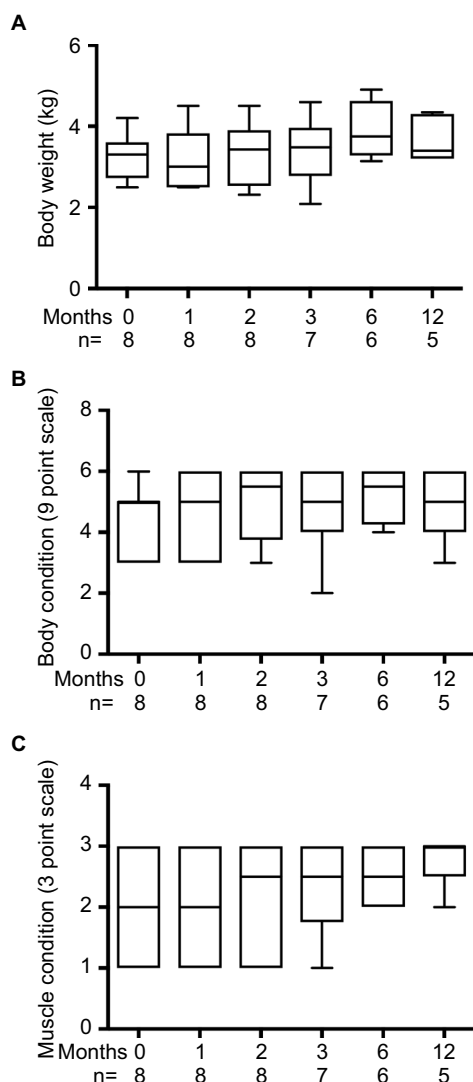 A
Body weight (kg)
6
4
2
0
Months 0 1 2 3 6 12
n= 8 8 8 7 6 5
B
Body condition (9 point scale)
8
6
4
2
0
Months 0 1 2 3 6 12
n= 8 8 8 7 6 5
C
Muscle condition (3 point scale)
4
3
2
1
0
Months 0 1 2 3 6 12
n= 8 8 8 7 6 5